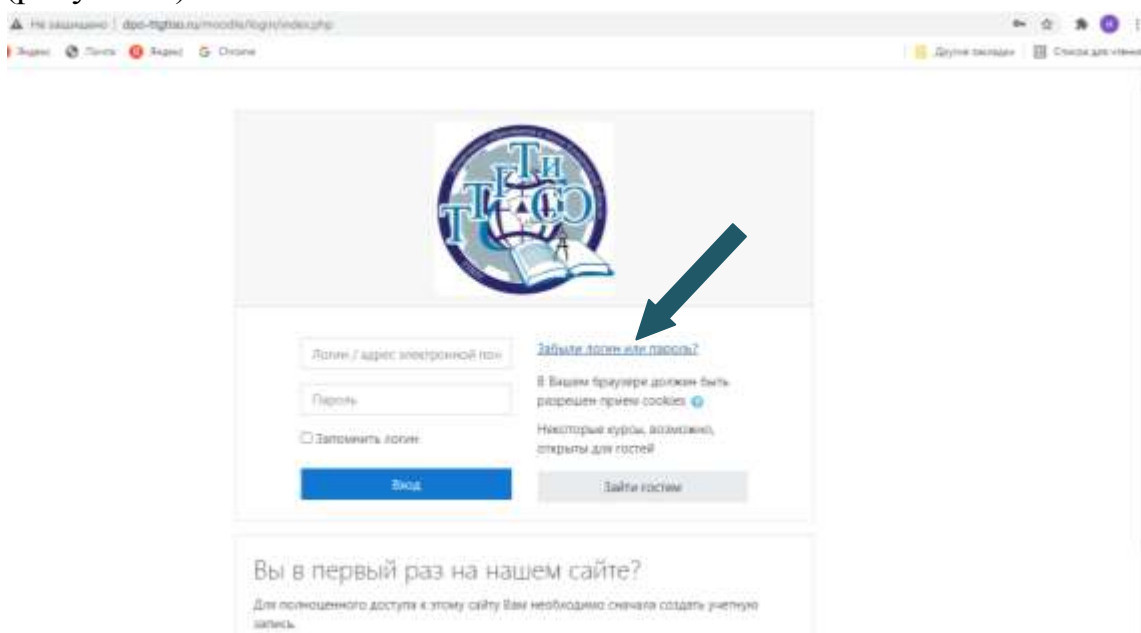 Не защищено | dpo-ttgtiso.ru/moodle/login/index.php
Яндекс Почта Яндекс Chrome Другие закладки Список для чтения
Логин / адрес электронной поч
Забыли логин или пароль?
Пароль
В Вашем браузере должен быть
разрешен прием cookies
Запомнить логин
Некоторые курсы, возможно,
открыты для гостей
Вход
Зайти гостем
Вы в первый раз на нашем сайте?
Для полноценного доступа к этому сайту Вам необходимо сначала создать учетную
запись.